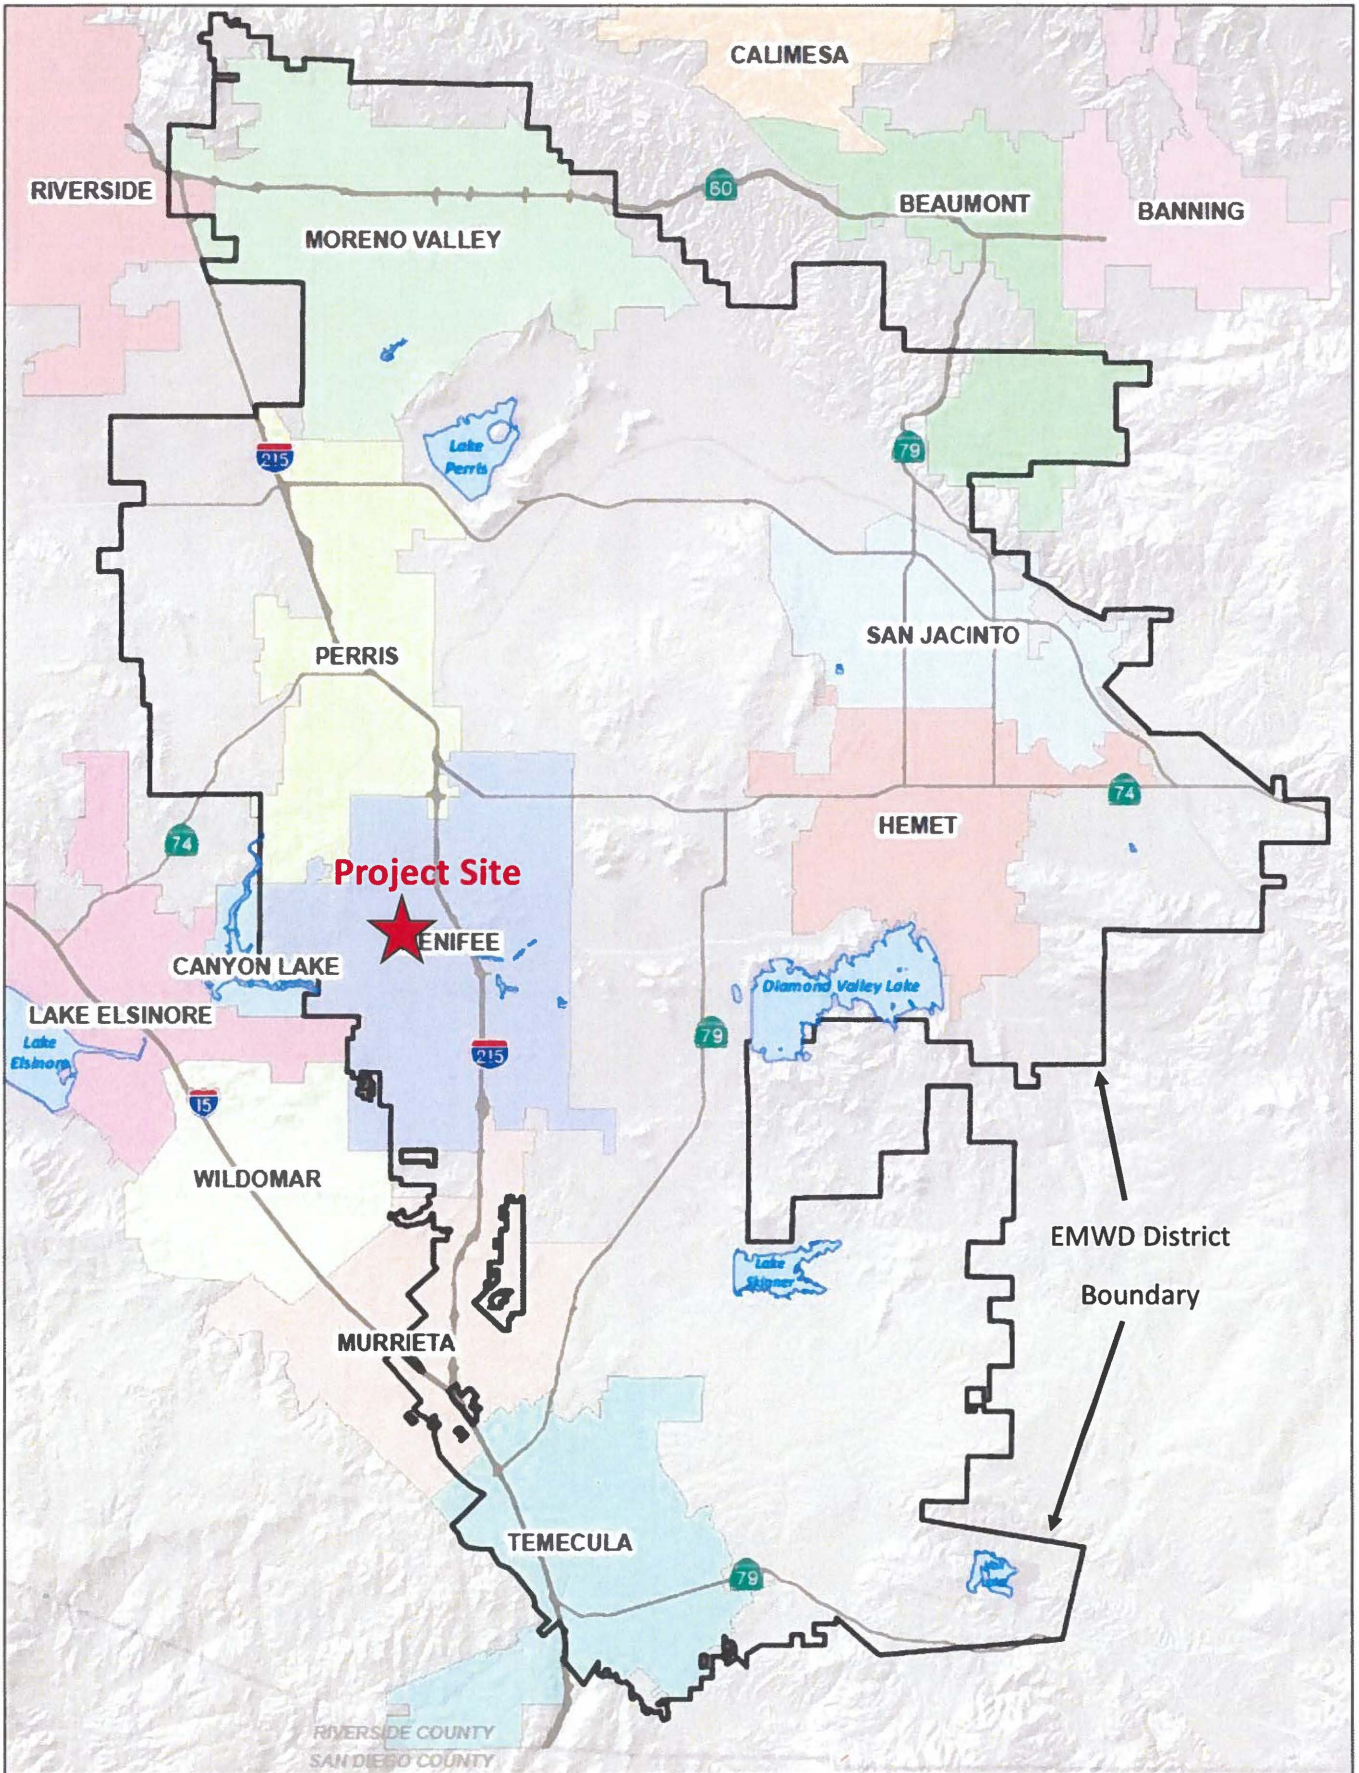 CALIMESA
RIVERSIDE
60
BEAUMONT
BANNING
MORENO VALLEY
Lake
Perris
215
79
SAN JACINTO
PERRIS
74
HEMET
74
Project Site
ENIFEE
CANYON LAKE
Diamond Valley Lake
LAKE ELSINORE
Lake
Elsinore
79
215
15
WILDOMAR
EMWD District
Boundary
Lake
Skinner
MURRIETA
TEMECULA
79
RIVERSIDE COUNTY
SAN DIEGO COUNTY